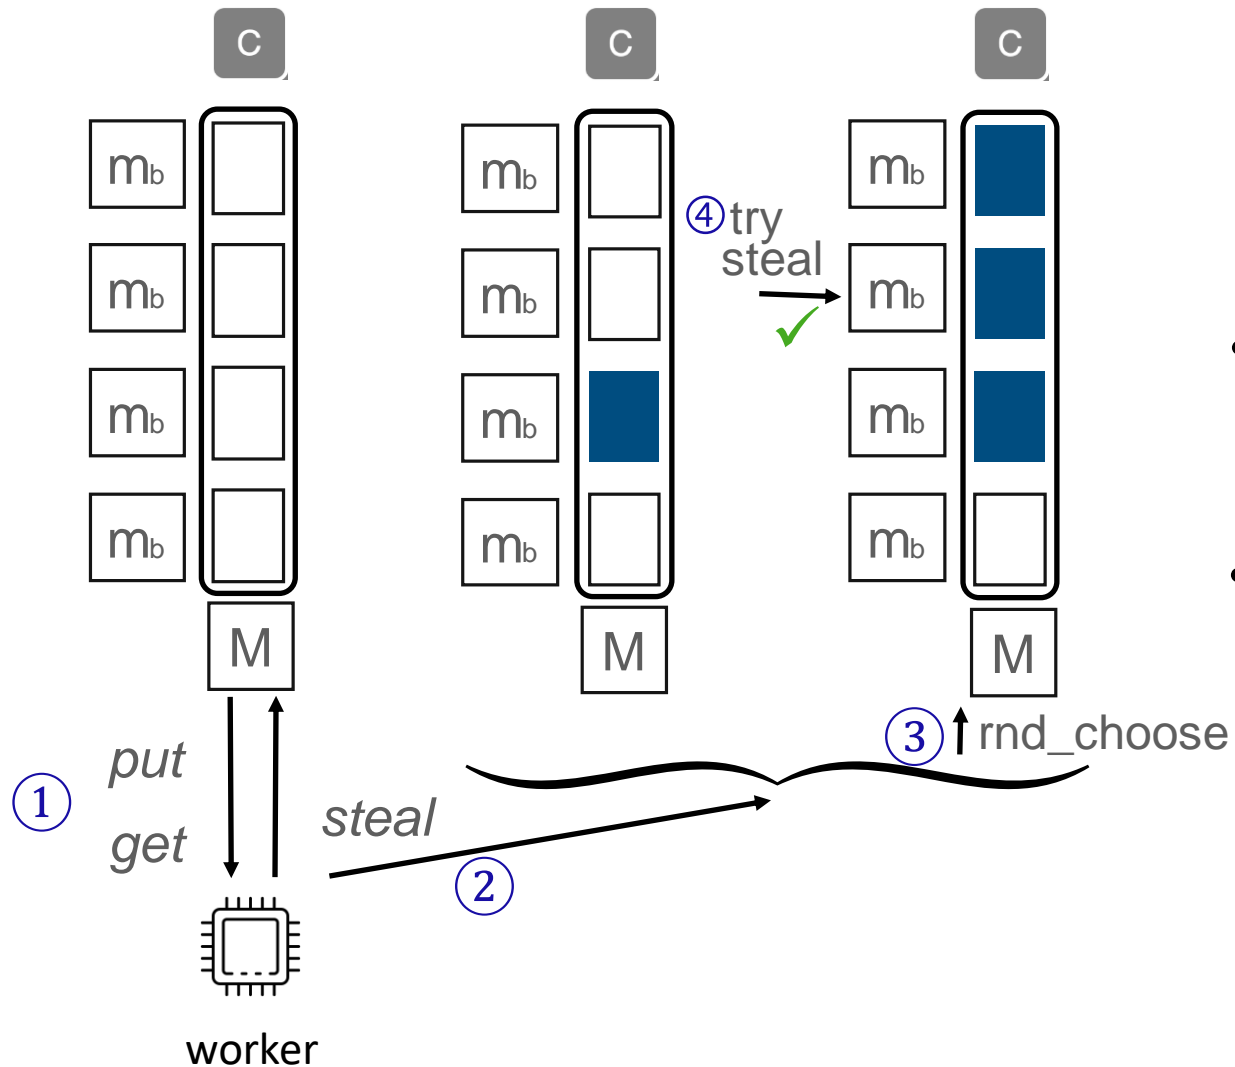 C C C
mb mb mb
④try
steal
mb mb mb
mb mb mb
mb mb mb
M M M
③ rnd_choose
put
①
steal
get
②
worker